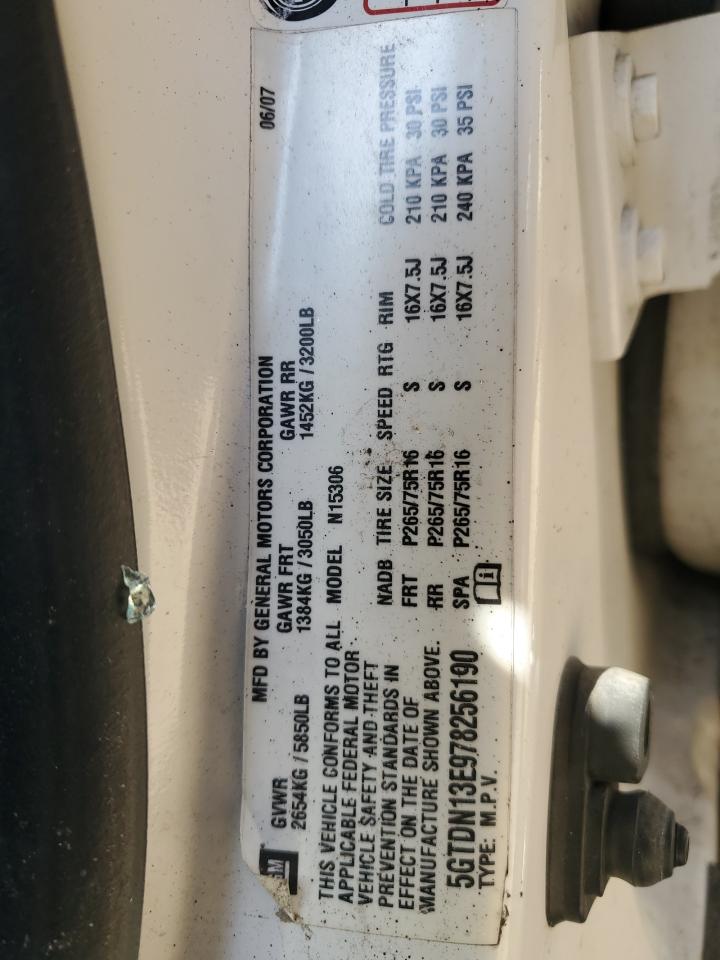 GM
MFD BY GENERAL MOTORS CORPORATION 06/07
GVWR GAWR FRT GAWR RR
2654KG / 5850LB 1384KG / 3050LB 1452KG / 3200LB
THIS VEHICLE CONFORMS TO ALL
APPLICABLE FEDERAL MOTOR
VEHICLE SAFETY AND THEFT
PREVENTION STANDARDS IN
EFFECT ON THE DATE OF
MANUFACTURE SHOWN ABOVE.
MODEL N15306
NADB TIRE SIZE SPEED RTG RIM COLD TIRE PRESSURE
FRT P265/75R16 S 16X7.5J 210 KPA 30 PSI
RR P265/75R16 S 16X7.5J 210 KPA 30 PSI
SPA P265/75R16 S 16X7.5J 240 KPA 35 PSI
5GTDN13E978256190
TYPE: M.P.V.